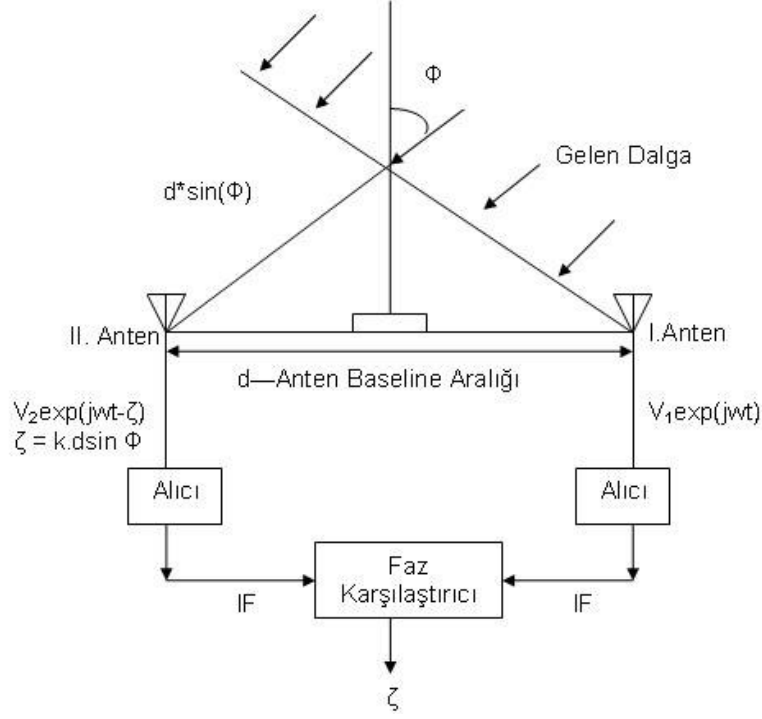 Φ
Gelen Dalga
d*sin(Φ)
II. Anten
I.Anten
d—Anten Baseline Aralığı
V₂exp(jwt-ζ)
ζ = k.dsin Φ
V₁exp(jwt)
Alıcı
Alıcı
Faz
Karşılaştırıcı
IF
IF
ζ